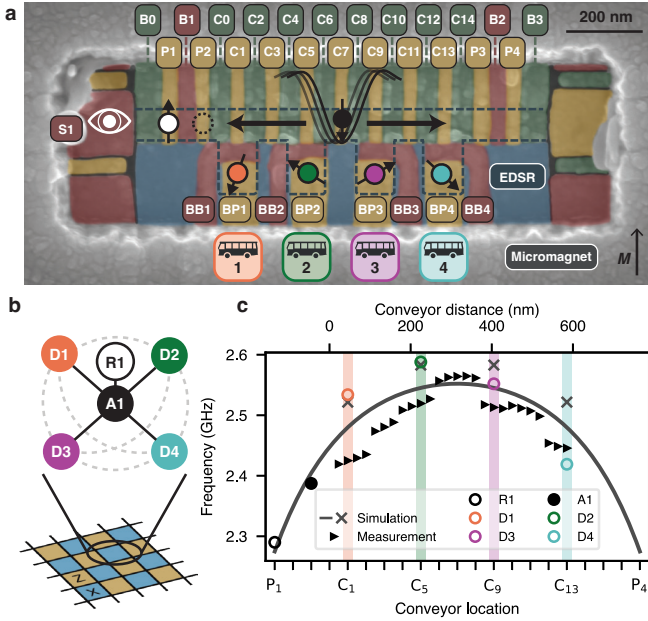 a
B0 B1 C0 C2 C4 C6 C8 C10 C12 C14 B2 B3
200 nm
P1 P2 C1 C3 C5 C7 C9 C11 C13 P3 P4
S1
EDSR
BB1 BP1 BB2 BP2 BP3 BB3 BP4 BB4
1 2 3 4
Micromagnet
M
b
D1 R1 D2
A1
D3 D4
Z
X
c
Conveyor distance (nm)
0 200 400 600
Frequency (GHz)
2.6
2.5
2.4
2.3
Simulation
Measurement
R1 A1
D1 D2
D3 D4
P₁ C₁ C₅ C₉ C₁₃ P₄
Conveyor location